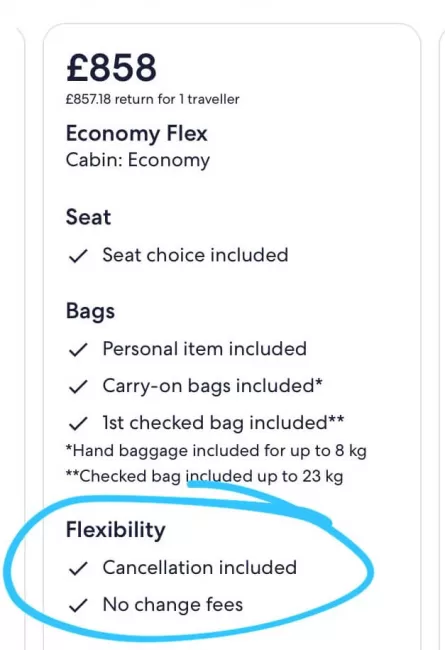 £858
£857.18 return for 1 traveller
Economy Flex
Cabin: Economy
Seat
Seat choice included
Bags
Personal item included
Carry-on bags included*
1st checked bag included**
*Hand baggage included for up to 8 kg
**Checked bag included up to 23 kg
Flexibility
Cancellation included
No change fees